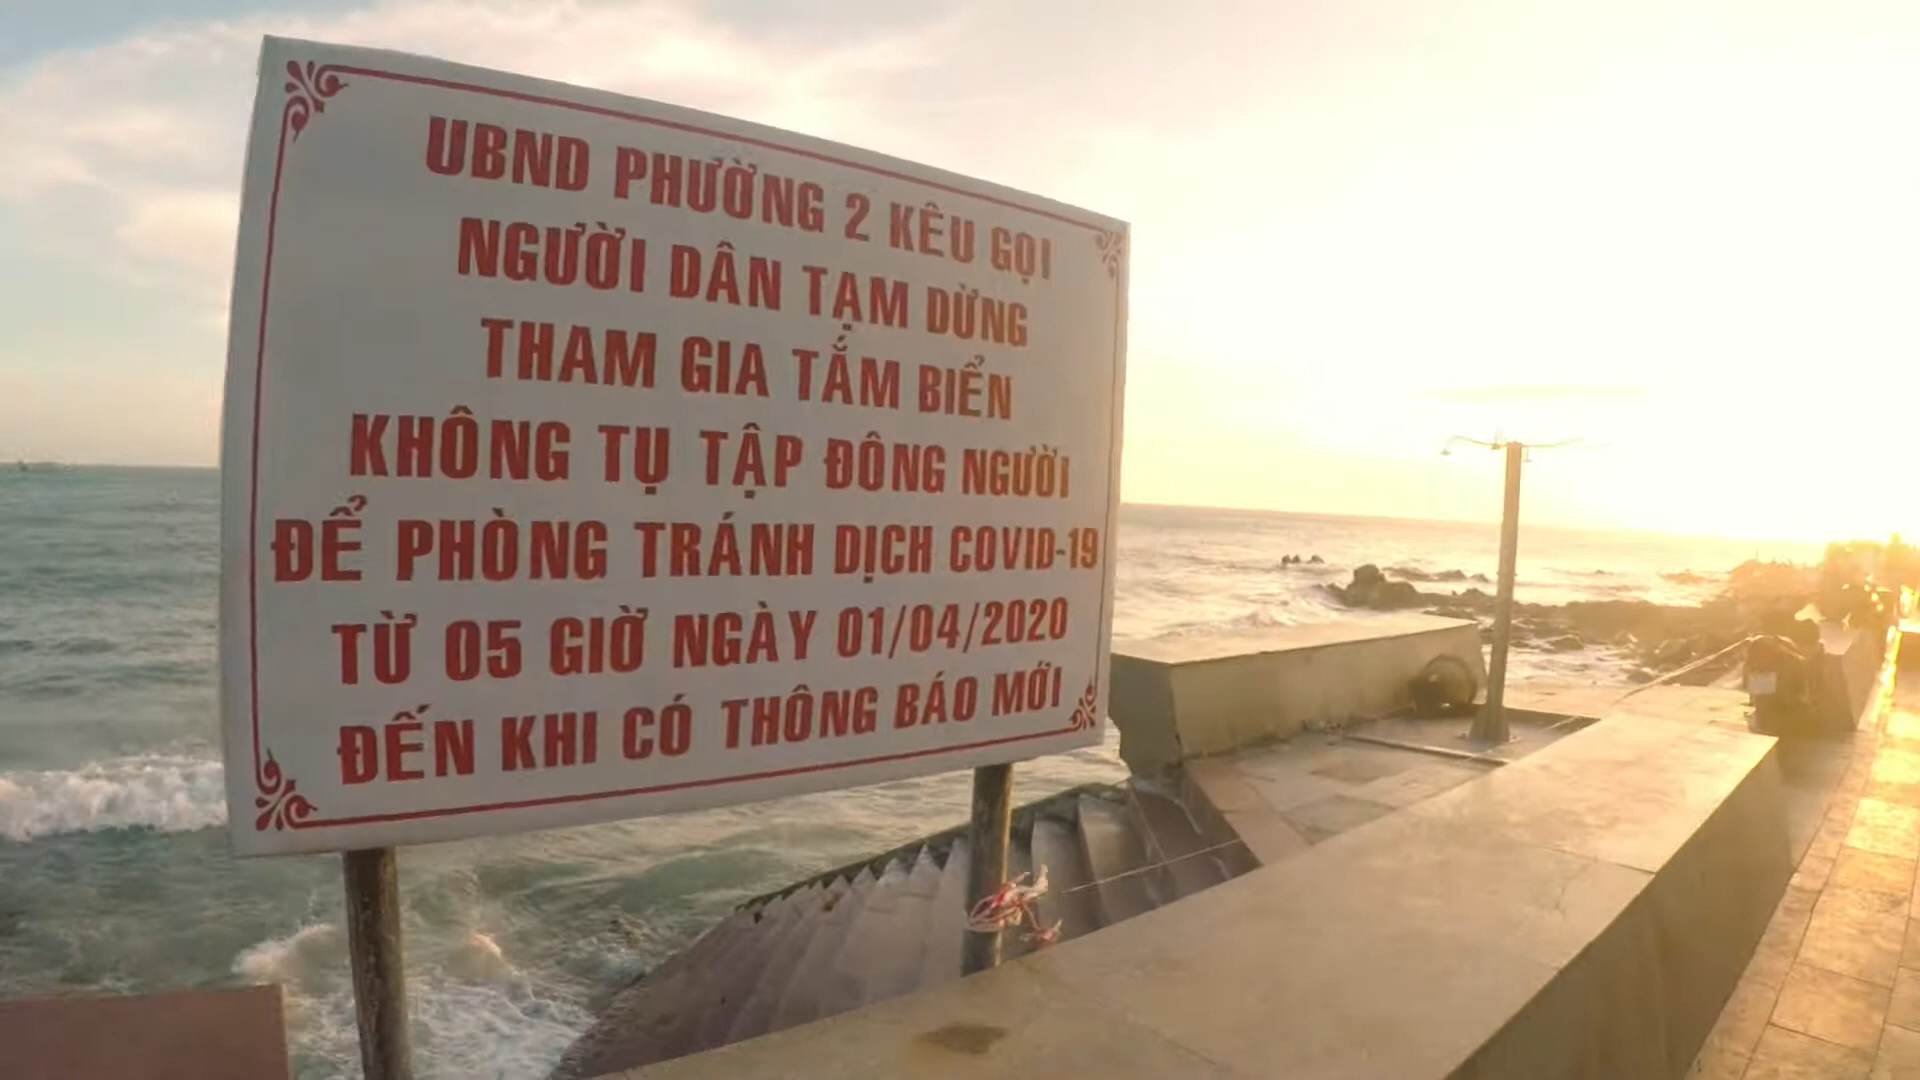 UBND PHƯỜNG 2 KÊU GỌI
NGƯỜI DÂN TẠM DỪNG
THAM GIA TẮM BIỂN
KHÔNG TỤ TẬP ĐÔNG NGƯỜI
ĐỂ PHÒNG TRÁNH DỊCH COVID-19
TỪ 05 GIỜ NGÀY 01/04/2020
ĐẾN KHI CÓ THÔNG BÁO MỚI